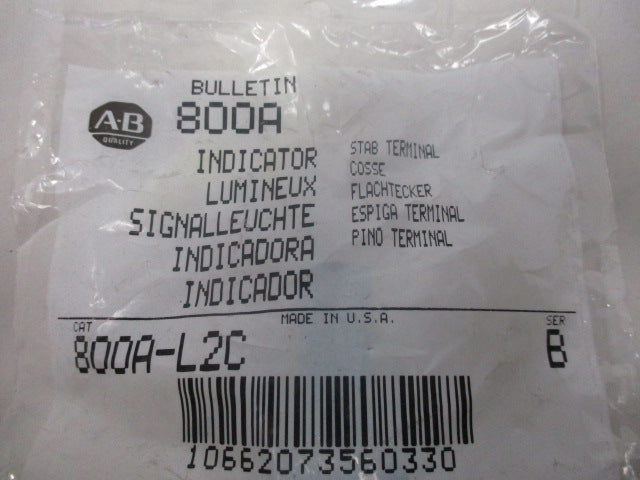 BULLETIN
A-B
QUALITY
800A
INDICATOR STAB TERMINAL
LUMINEUX COSSE
SIGNALLEUCHTE FLACHTECKER
INDICADORA ESPIGA TERMINAL
INDICADOR PINO TERMINAL
CAT MADE IN U.S.A. SER
800A-L2C B
10662073560330